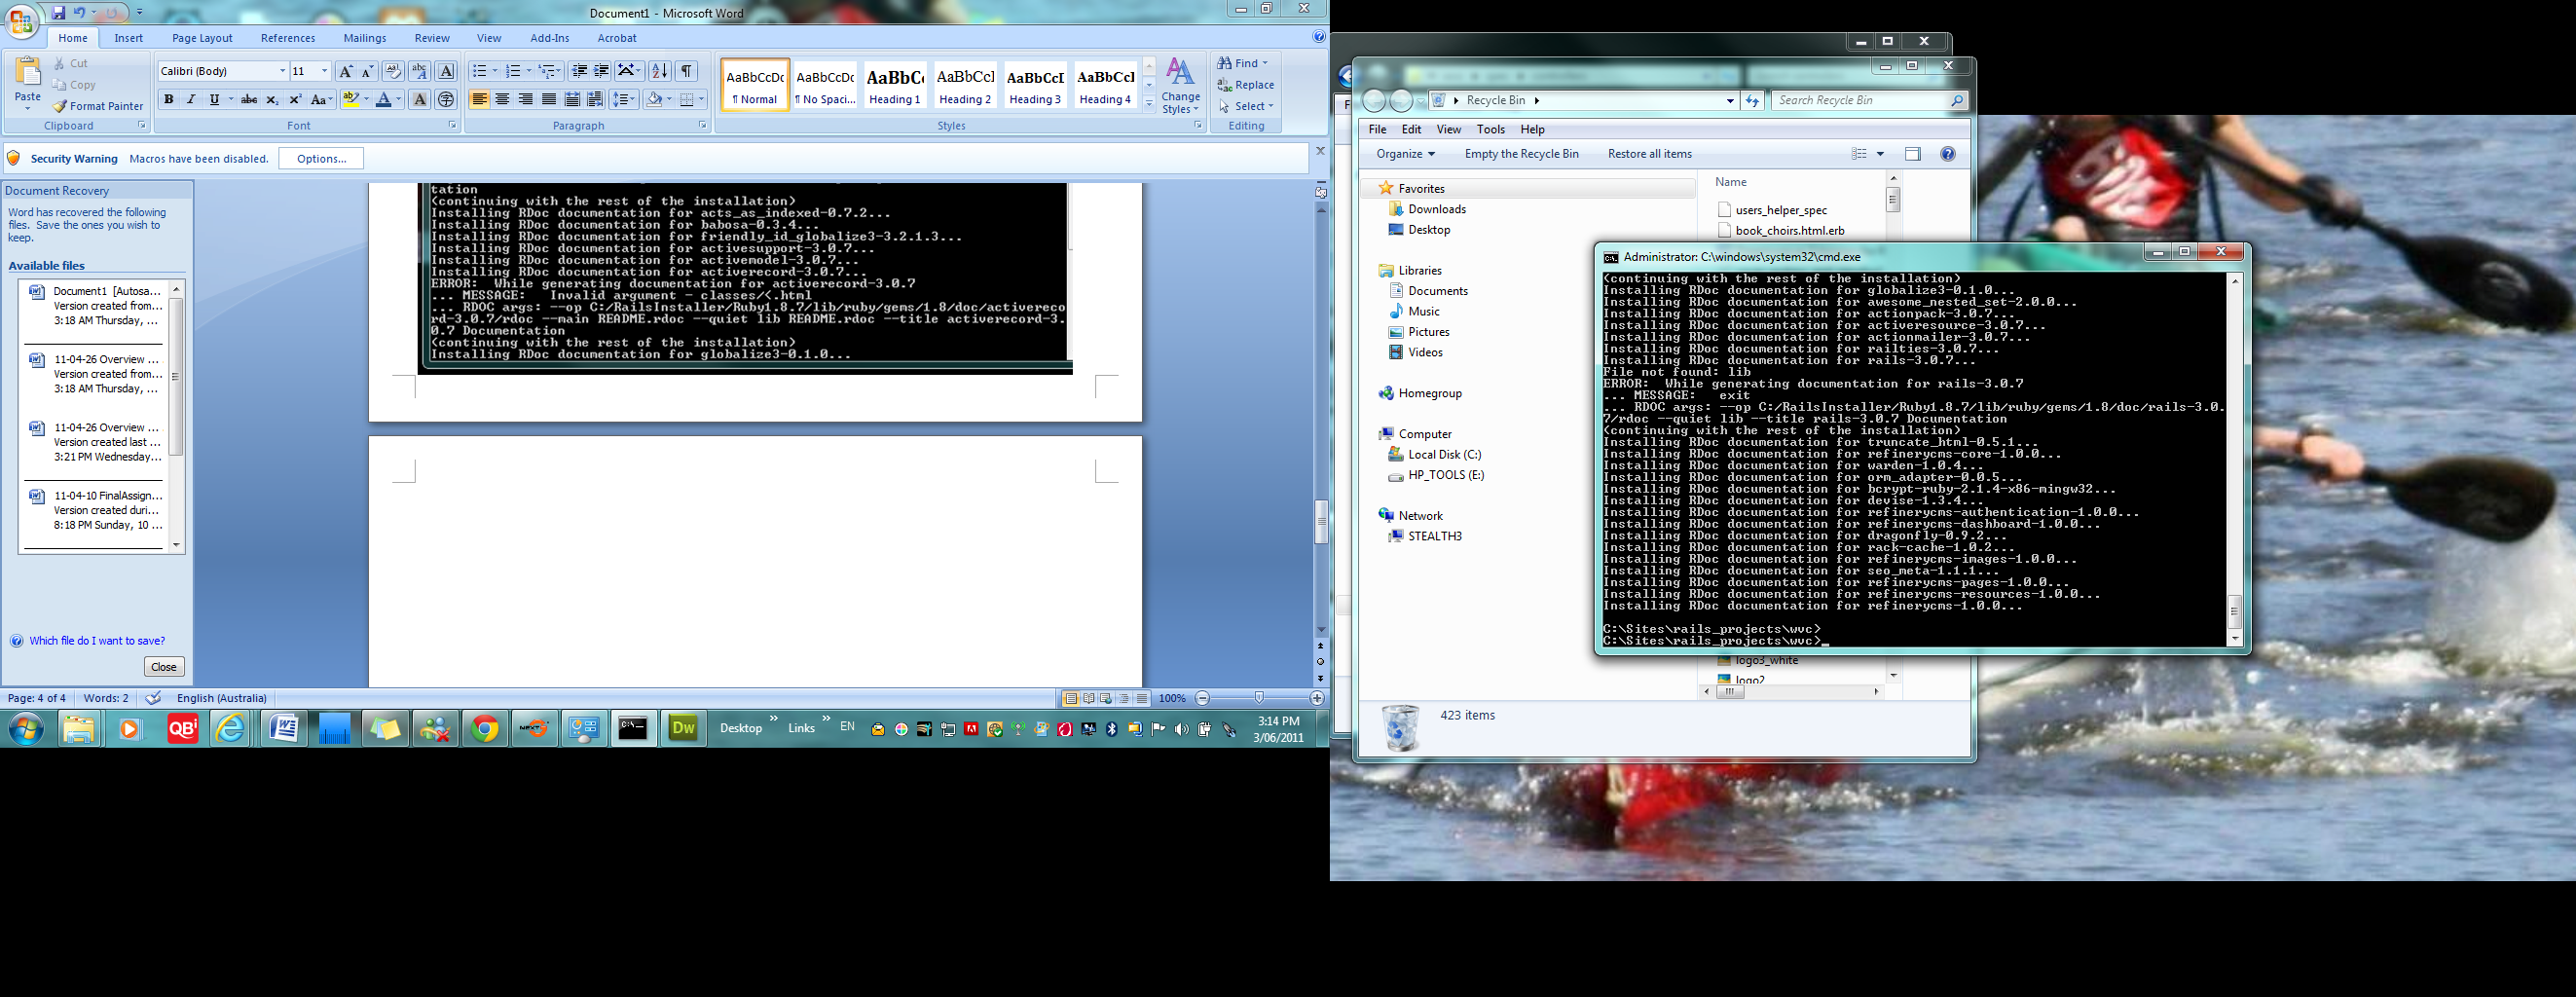 Document1 - Microsoft Word
Home Insert Page Layout References Mailings Review View Add-Ins Acrobat
Paste
Cut
Copy
Format Painter
Clipboard
Calibri (Body) 11
Font
Paragraph
AaBbCcDc AaBbCcDc AaBbC AaBbCcI AaBbCcI AaBbCcI
¶ Normal ¶ No Spaci... Heading 1 Heading 2 Heading 3 Heading 4
Change Styles
Styles
Find
Replace
Select
Editing
Security Warning Macros have been disabled. Options...
Document Recovery
Word has recovered the following
files. Save the ones you wish to
keep.
Available files
Document1 [Autosa...
Version created from...
3:18 AM Thursday, ...
11-04-26 Overview ...
Version created from...
3:18 AM Thursday, ...
11-04-26 Overview ...
Version created last ...
3:21 PM Wednesday...
11-04-10 FinalAssign...
Version created duri...
8:18 PM Sunday, 10 ...
Which file do I want to save?
Close
tation
(continuing with the rest of the installation)
Installing RDoc documentation for acts_as_indexed-0.7.2...
Installing RDoc documentation for babosa-0.3.4...
Installing RDoc documentation for friendly_id_globalize3-3.2.1.3...
Installing RDoc documentation for activesupport-3.0.7...
Installing RDoc documentation for activemodel-3.0.7...
Installing RDoc documentation for activerecord-3.0.7...
ERROR:  While generating documentation for activerecord-3.0.7
... MESSAGE:   Invalid argument - classes/<.html
... RDOC args: --op C:/RailsInstaller/Ruby1.8.7/lib/ruby/gems/1.8/doc/activereco
rd-3.0.7/rdoc --main README.rdoc --quiet lib README.rdoc --title activerecord-3.
0.7 Documentation
(continuing with the rest of the installation)
Installing RDoc documentation for globalize3-0.1.0...
Page: 4 of 4 Words: 2 English (Australia) 100%
Desktop Links EN
3:14 PM
3/06/2011
Recycle Bin Search Recycle Bin
File Edit View Tools Help
Organize Empty the Recycle Bin Restore all items
Favorites
Downloads
Desktop
Libraries
Documents
Music
Pictures
Videos
Homegroup
Computer
Local Disk (C:)
HP_TOOLS (E:)
Network
STEALTH3
Name
users_helper_spec
book_choirs.html.erb
logo3_white
logo2
423 items
Administrator: C:\windows\system32\cmd.exe
(continuing with the rest of the installation)
Installing RDoc documentation for globalize3-0.1.0...
Installing RDoc documentation for awesome_nested_set-2.0.0...
Installing RDoc documentation for actionpack-3.0.7...
Installing RDoc documentation for activeresource-3.0.7...
Installing RDoc documentation for actionmailer-3.0.7...
Installing RDoc documentation for railties-3.0.7...
Installing RDoc documentation for rails-3.0.7...
File not found: lib
ERROR:  While generating documentation for rails-3.0.7
... MESSAGE:   exit
... RDOC args: --op C:/RailsInstaller/Ruby1.8.7/lib/ruby/gems/1.8/doc/rails-3.0.
7/rdoc --quiet lib --title rails-3.0.7 Documentation
(continuing with the rest of the installation)
Installing RDoc documentation for truncate_html-0.5.1...
Installing RDoc documentation for refinerycms-core-1.0.0...
Installing RDoc documentation for warden-1.0.4...
Installing RDoc documentation for orm_adapter-0.0.5...
Installing RDoc documentation for bcrypt-ruby-2.1.4-x86-mingw32...
Installing RDoc documentation for devise-1.3.4...
Installing RDoc documentation for refinerycms-authentication-1.0.0...
Installing RDoc documentation for refinerycms-dashboard-1.0.0...
Installing RDoc documentation for dragonfly-0.9.2...
Installing RDoc documentation for rack-cache-1.0.2...
Installing RDoc documentation for refinerycms-images-1.0.0...
Installing RDoc documentation for seo_meta-1.1.1...
Installing RDoc documentation for refinerycms-pages-1.0.0...
Installing RDoc documentation for refinerycms-resources-1.0.0...
Installing RDoc documentation for refinerycms-1.0.0...
C:\Sites\rails_projects\wvc>
C:\Sites\rails_projects\wvc>_